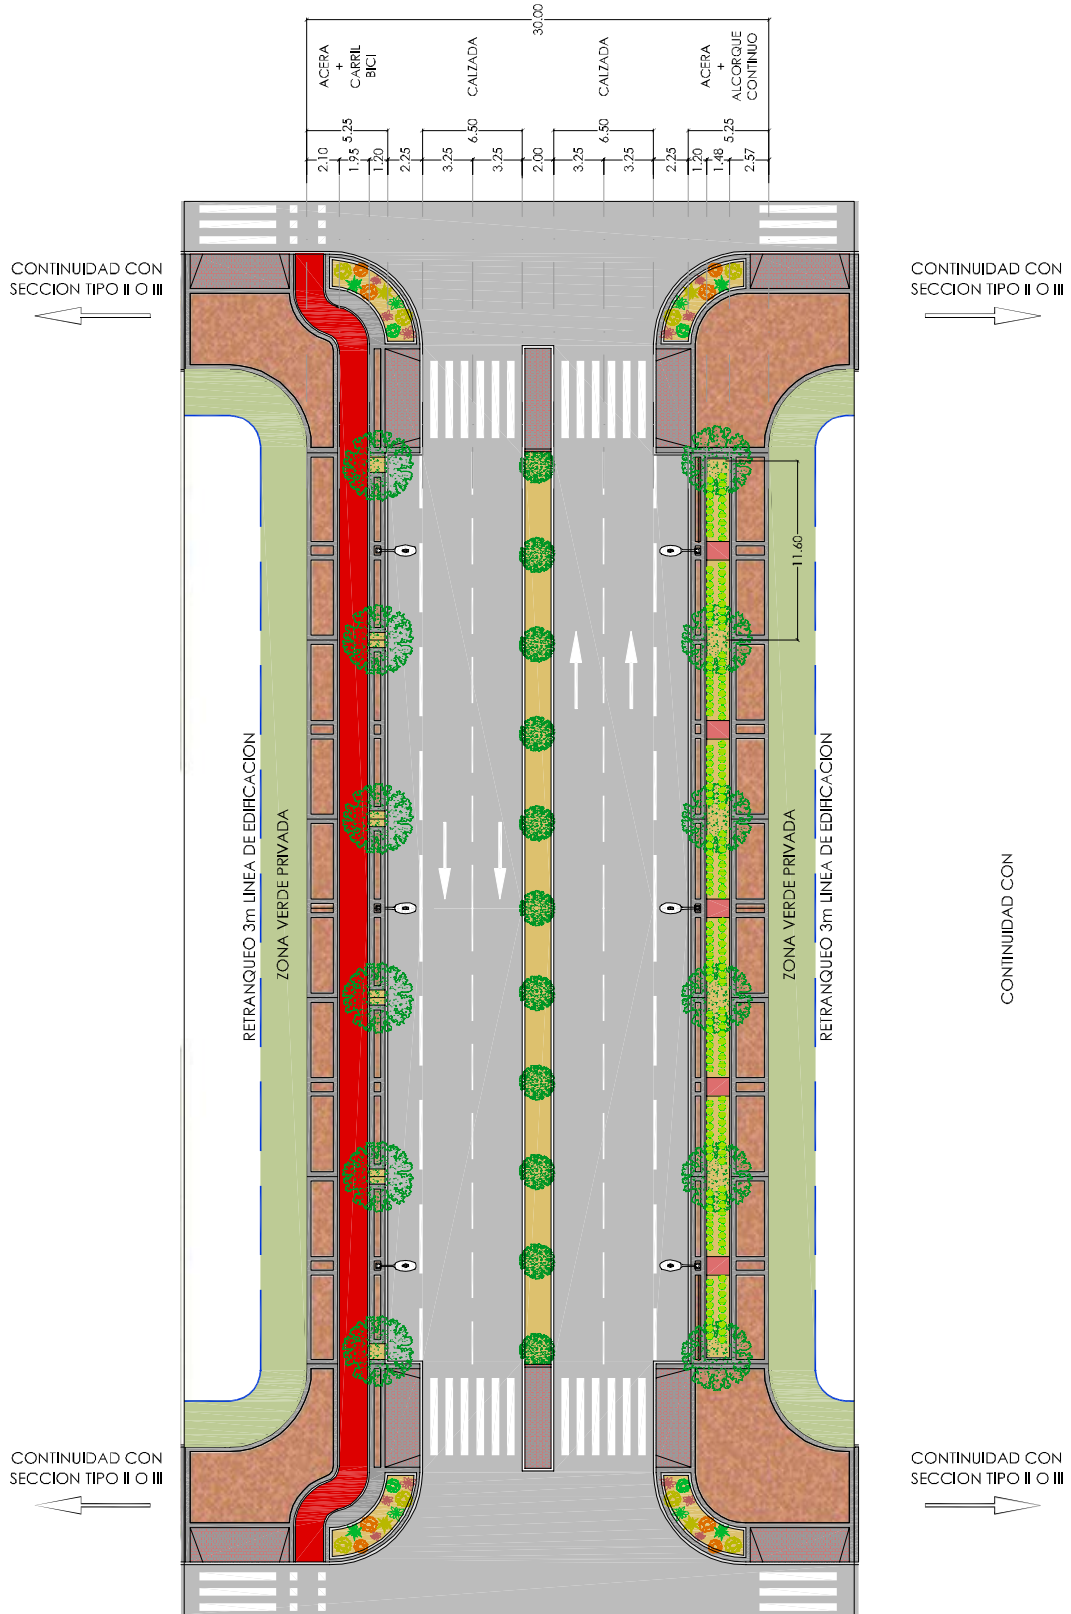 30.00
ACERA
+
CARRIL
BICI
CALZADA
CALZADA
ACERA
+
ALCORQUE
CONTINUO
5.25
6.50
6.50
5.25
2.10
1.95
1.20
2.25
3.25
3.25
2.00
3.25
3.25
2.25
1.20
1.48
2.57
CONTINUIDAD CON
SECCION TIPO II O III
CONTINUIDAD CON
SECCION TIPO II O III
11.60
RETRANQUEO 3m LINEA DE EDIFICACION
ZONA VERDE PRIVADA
ZONA VERDE PRIVADA
RETRANQUEO 3m LINEA DE EDIFICACION
CONTINUIDAD CON
CONTINUIDAD CON
SECCION TIPO II O III
CONTINUIDAD CON
SECCION TIPO II O III